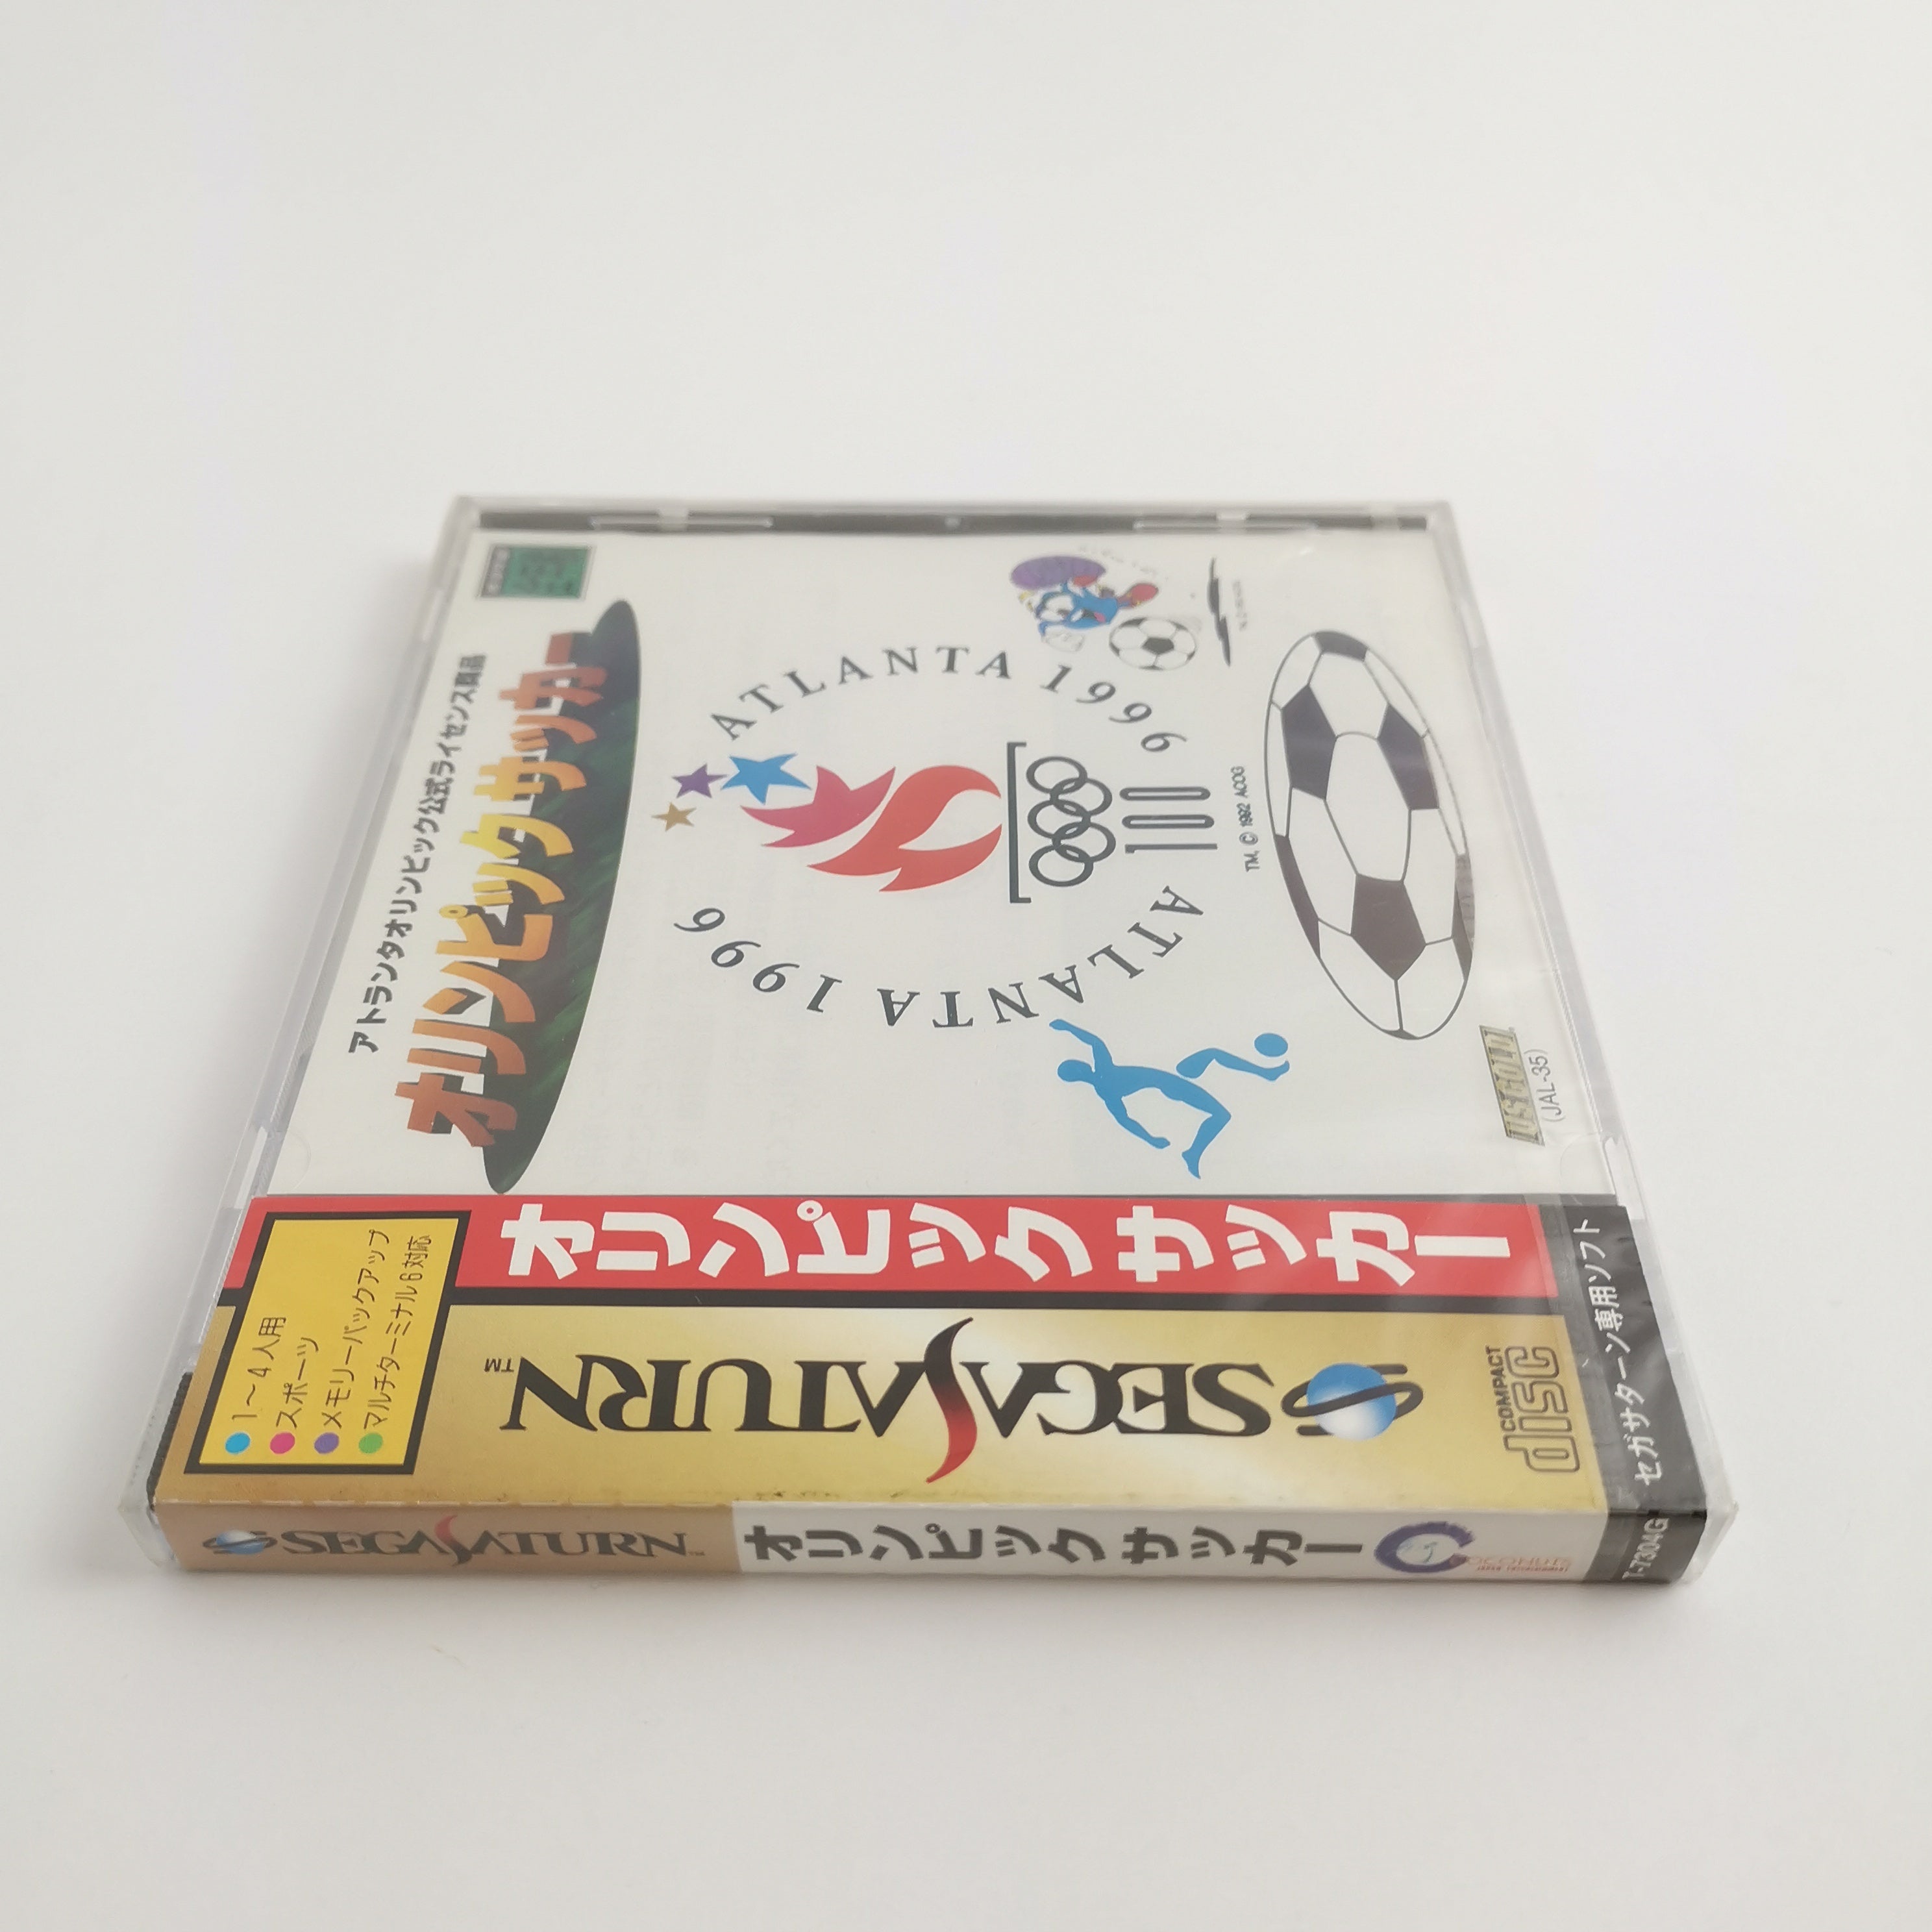 アトランタオリンピック公式ライセンス商品
オリンピックサッカー
ATLANTA 1996
ATLANTA 1996
100
TM, © 1992 ACOG
(JAL-35)
オリンピックサッカー
1〜4人用
スポーツ
メモリーバックアップ
マルチターミナル6対応
SEGA SATURN™
COMPACT
disc
セガサターン専用ソフト
SEGA SATURN
オリンピックサッカー
T-7304G